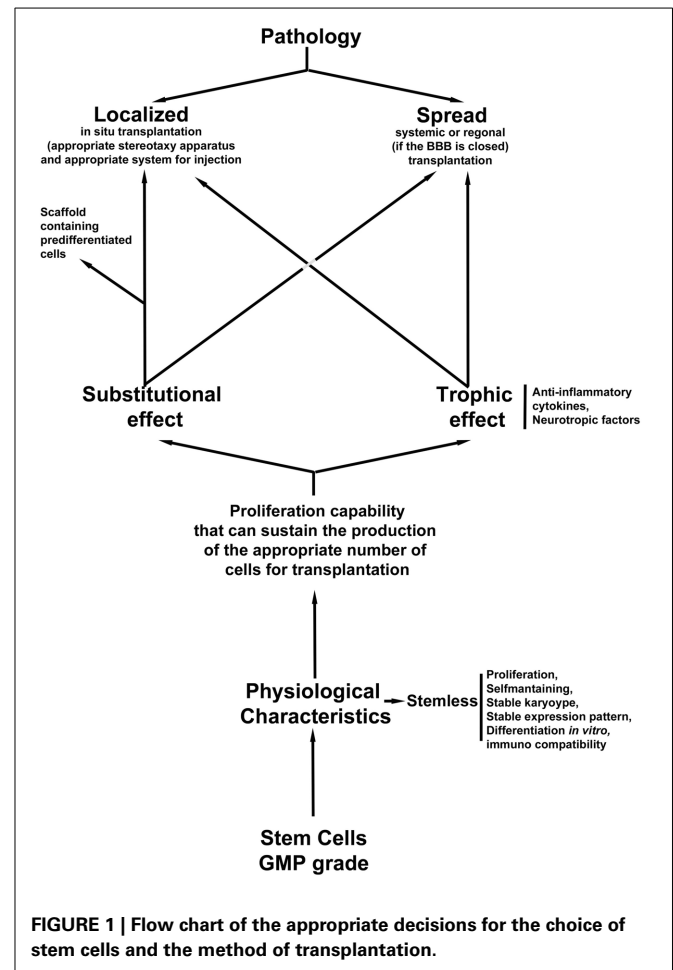 Pathology
Localized
in situ transplantation
(appropriate stereotaxy apparatus
and appropriate system for injection
Spread
systemic or regonal
(if the BBB is closed)
transplantation
Scaffold
containing
predifferentiated
cells
Substitutional
effect
Trophic
effect
Anti-inflammatory
cytokines,
Neurotropic factors
Proliferation capability
that can sustain the production
of the appropriate number of
cells for transplantation
Physiological
Characteristics
Stemless
Proliferation,
Selfmantaining,
Stable karyoype,
Stable expression pattern,
Differentiation in vitro,
immuno compatibility
Stem Cells
GMP grade
FIGURE 1 | Flow chart of the appropriate decisions for the choice of
stem cells and the method of transplantation.